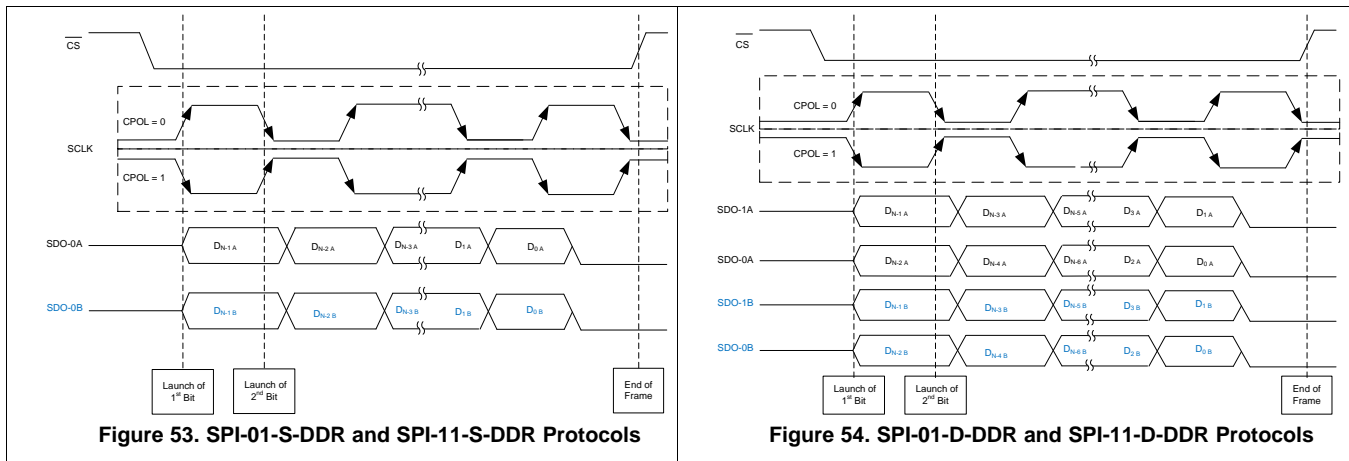 CS
CPOL = 0
SCLK
CPOL = 1
SDO-0A
DN-1 A
DN-2 A
DN-3 A
D1 A
D0 A
SDO-0B
DN-1 B
DN-2 B
DN-3 B
D1 B
D0 B
Launch of
1st Bit
Launch of
2nd Bit
End of
Frame
Figure 53. SPI-01-S-DDR and SPI-11-S-DDR Protocols
CS
CPOL = 0
SCLK
CPOL = 1
SDO-1A
DN-1 A
DN-3 A
DN-5 A
D3 A
D1 A
SDO-0A
DN-2 A
DN-4 A
DN-6 A
D2 A
D0 A
SDO-1B
DN-1 B
DN-3 B
DN-5 B
D3 B
D1 B
SDO-0B
DN-2 B
DN-4 B
DN-6 B
D2 B
D0 B
Launch of
1st Bit
Launch of
2nd Bit
End of
Frame
Figure 54. SPI-01-D-DDR and SPI-11-D-DDR Protocols